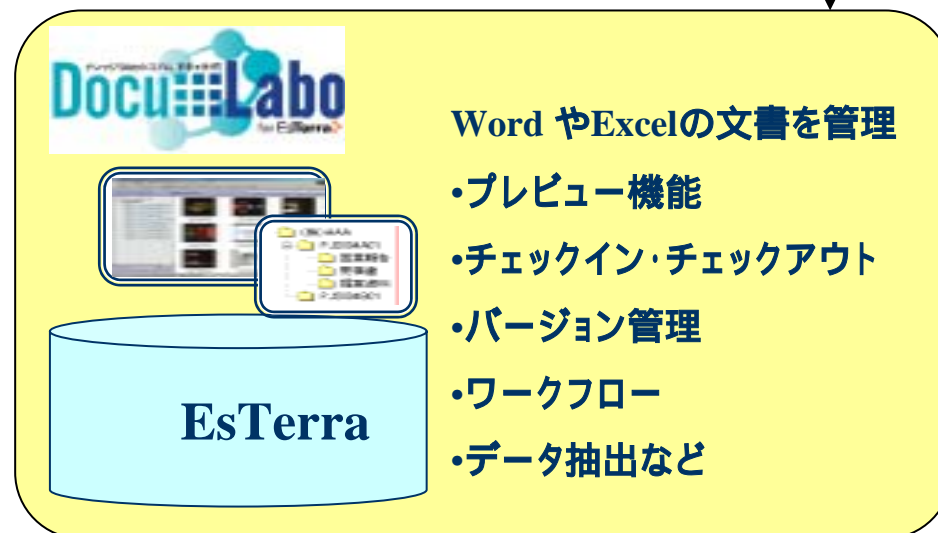 DocuLabo
for EsTerra
Word やExcelの文書を管理
•プレビュー機能
•チェックイン・チェックアウト
•バージョン管理
•ワークフロー
•データ抽出など
EsTerra